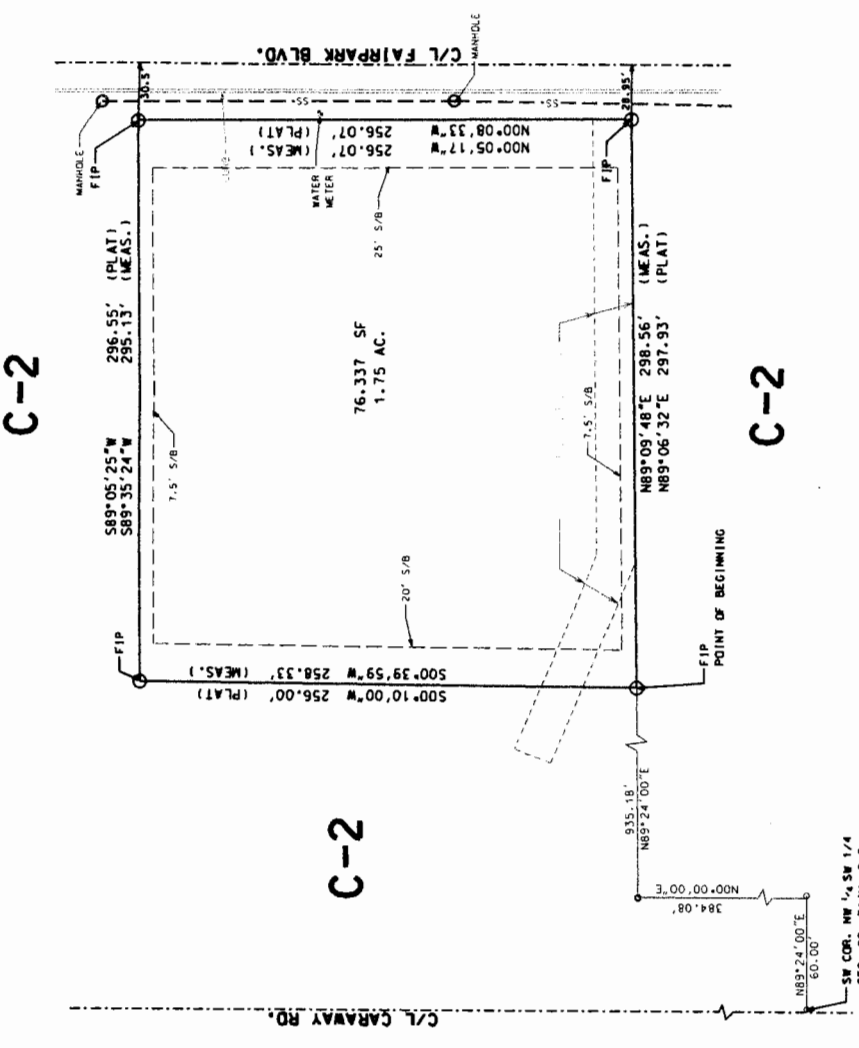 C-2
C-2
C-2
C/L FAIRPARK BLVD.
MANHOLE
MANHOLE
30.5'
28.95'
SS
SS
FIP
FIP
FIP
WATER
METER
N00°08'33"W 256.07' (PLAT)
N00°05'17"W 256.07' (MEAS.)
S89°05'25"W 296.55' (PLAT)
S89°35'24"W 295.13' (MEAS.)
25' S/B
7.5' S/B
76.337 SF
1.75 AC.
7.5' S/B
20' S/B
N89°09'48"E 298.56' (MEAS.)
N89°06'32"E 297.93' (PLAT)
S00°39'59"W 258.33' (MEAS.)
S00°10'00"W 256.00' (PLAT)
FIP
POINT OF BEGINNING
935.18'
N89°24'00"E
N00°00'00"E
384.08'
N89°24'00"E
60.00'
C/L CARAWAY RD.
SW COR. NW 1/4 SW 1/4